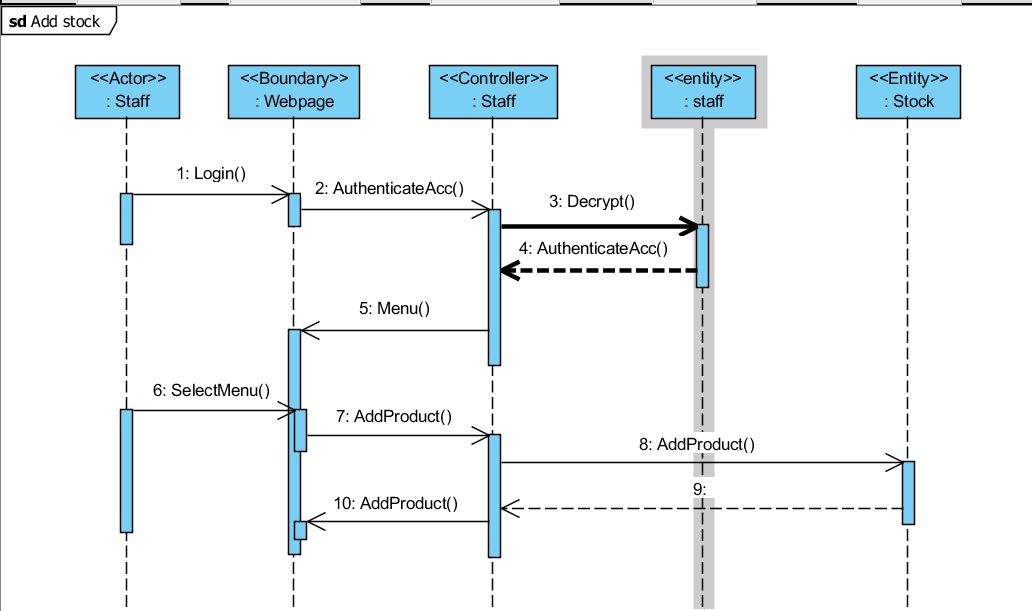 sd Add stock
<<Actor>>
: Staff
<<Boundary>>
: Webpage
<<Controller>>
: Staff
<<entity>>
: staff
<<Entity>>
: Stock
1: Login()
2: AuthenticateAcc()
3: Decrypt()
4: AuthenticateAcc()
5: Menu()
6: SelectMenu()
7: AddProduct()
8: AddProduct()
9:
10: AddProduct()